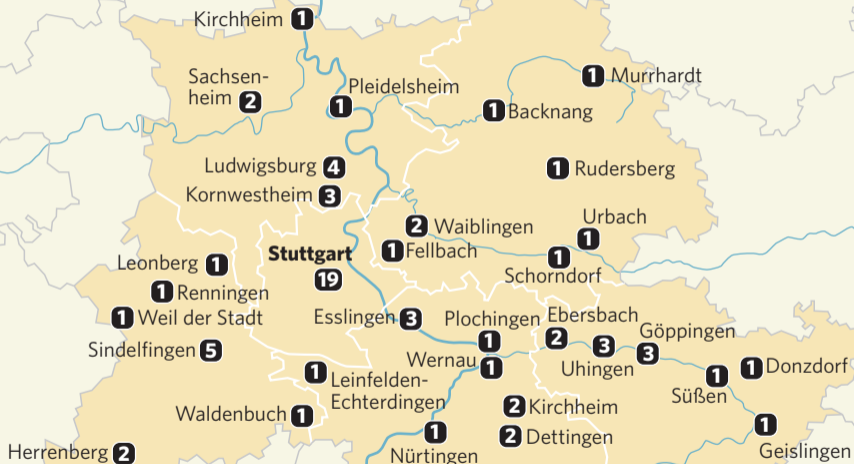 Kirchheim 1
Sachsen-
heim 2
Pleidelsheim
1
1 Murrhardt
1 Backnang
Ludwigsburg 4
Kornwestheim 3
1 Rudersberg
2 Waiblingen
Urbach
1
Stuttgart
19
1 Fellbach
1
Schorndorf
Leonberg 1
1 Renningen
1 Weil der Stadt
Sindelfingen 5
Esslingen 3
Plochingen
1
Ebersbach
2
Göppingen
3
3
Uhingen
Wernau
1
1 Donzdorf
1
Süßen
1 Leinfelden-
Echterdingen
Waldenbuch 1
2 Kirchheim
2 Dettingen
1
Nürtingen
1
Geislingen
Herrenberg 2